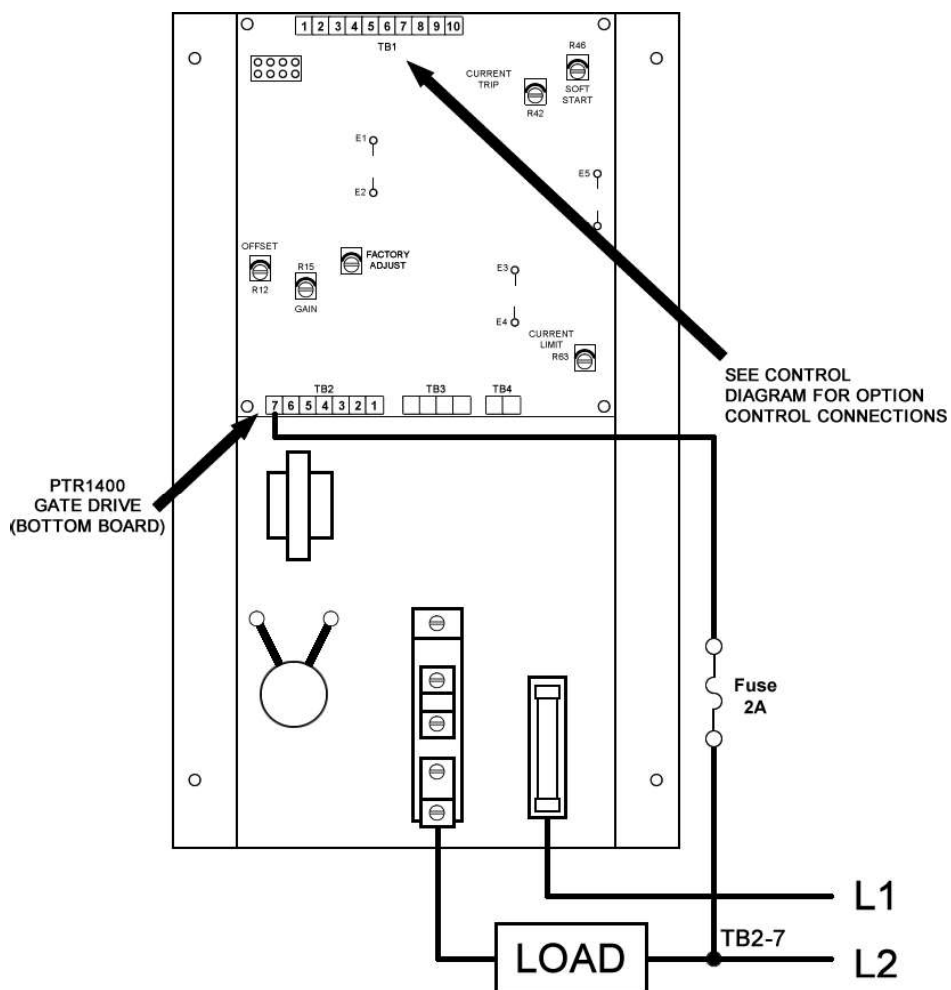 1 2 3 4 5 6 7 8 9 10
TB1
R46
SOFT
START
CURRENT
TRIP
R42
E1
E2
E5
OFFSET
R12
R15
GAIN
FACTORY
ADJUST
E3
E4
CURRENT
LIMIT
R63
TB2
TB3
TB4
7 6 5 4 3 2 1
SEE CONTROL
DIAGRAM FOR OPTION
CONTROL CONNECTIONS
PTR1400
GATE DRIVE
(BOTTOM BOARD)
Fuse
2A
L1
TB2-7
LOAD
L2